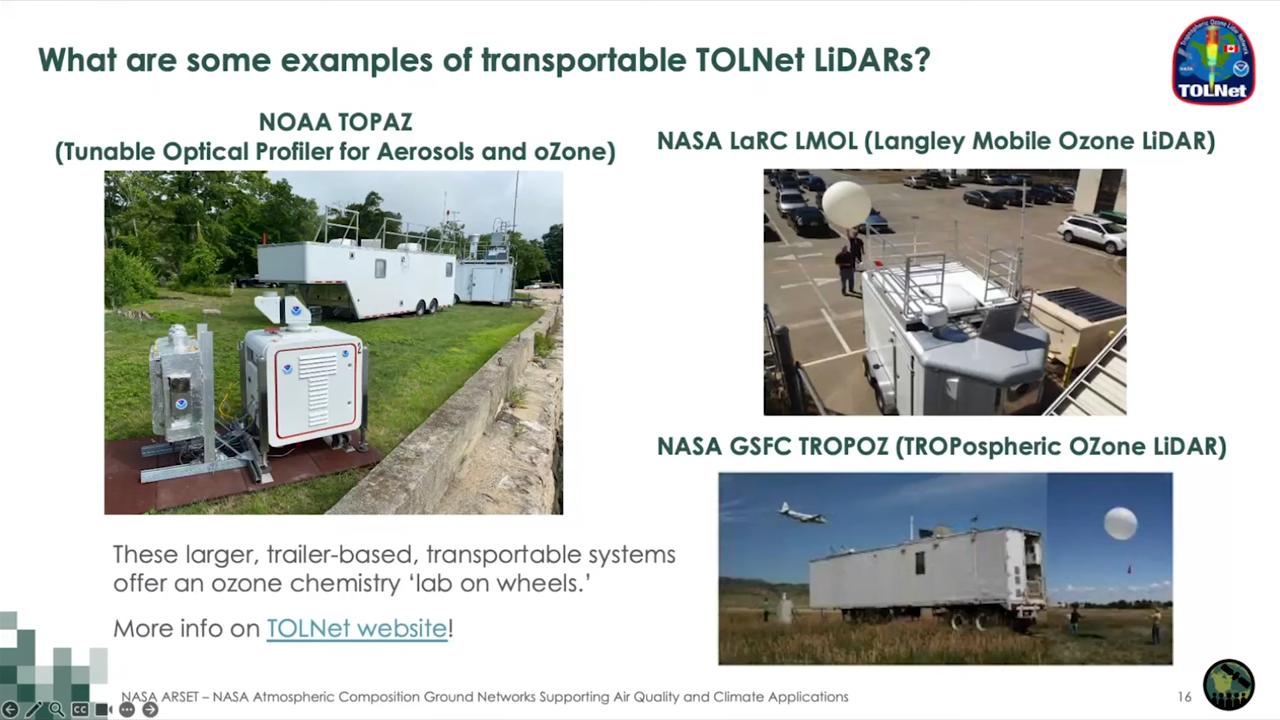 What are some examples of transportable TOLNet LiDARs?
TOLNet
NOAA TOPAZ
(Tunable Optical Profiler for Aerosols and oZone)
NASA LaRC LMOL (Langley Mobile Ozone LiDAR)
NASA GSFC TROPOZ (TROPospheric OZone LiDAR)
These larger, trailer-based, transportable systems
offer an ozone chemistry ‘lab on wheels.’
More info on TOLNet website!
NASA ARSET – NASA Atmospheric Composition Ground Networks Supporting Air Quality and Climate Applications
16
CC